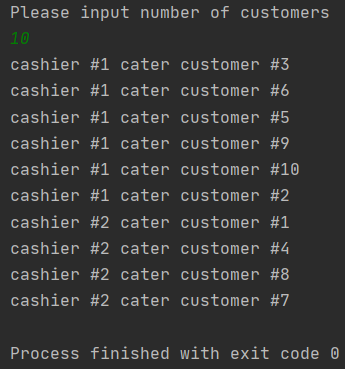 Please input number of customers
10
cashier #1 cater customer #3
cashier #1 cater customer #6
cashier #1 cater customer #5
cashier #1 cater customer #9
cashier #1 cater customer #10
cashier #1 cater customer #2
cashier #2 cater customer #1
cashier #2 cater customer #4
cashier #2 cater customer #8
cashier #2 cater customer #7
Process finished with exit code 0